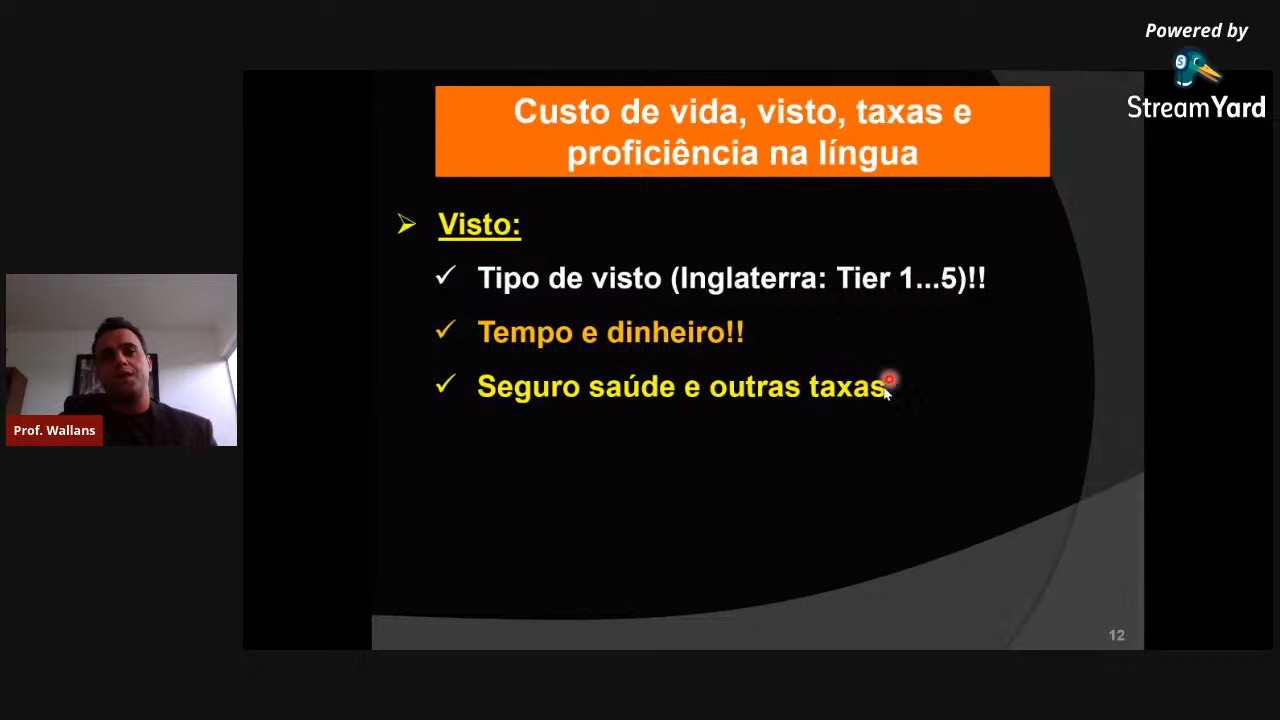 Powered by
StreamYard
Custo de vida, visto, taxas e
proficiência na língua
Visto:
Tipo de visto (Inglaterra: Tier 1...5)!!
Tempo e dinheiro!!
Seguro saúde e outras taxas
Prof. Wallans
12